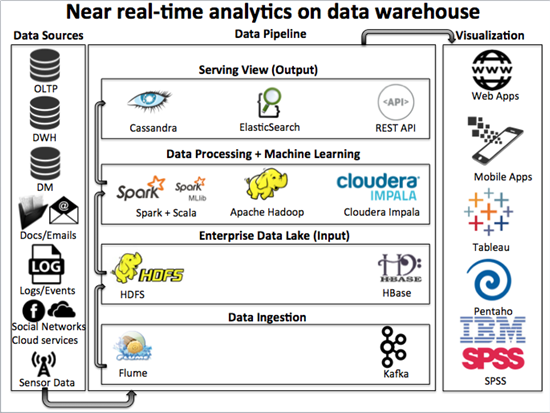 Near real-time analytics on data warehouse
Data Sources
OLTP
DWH
DM
@
Docs/Emails
LOG
Logs/Events
f
Social Networks
Cloud services
Sensor Data
Data Pipeline
Serving View (Output)
Cassandra
ElasticSearch
<API>
REST API
Data Processing + Machine Learning
Spark
Spark
MLlib
Spark + Scala
Apache Hadoop
cloudera
IMPALA
Cloudera Impala
Enterprise Data Lake (Input)
HDFS
HDFS
H
BASE
HBase
Data Ingestion
Flume
Kafka
Visualization
WWW
Web Apps
Mobile Apps
Tableau
Pentaho
IBM
SPSS
SPSS